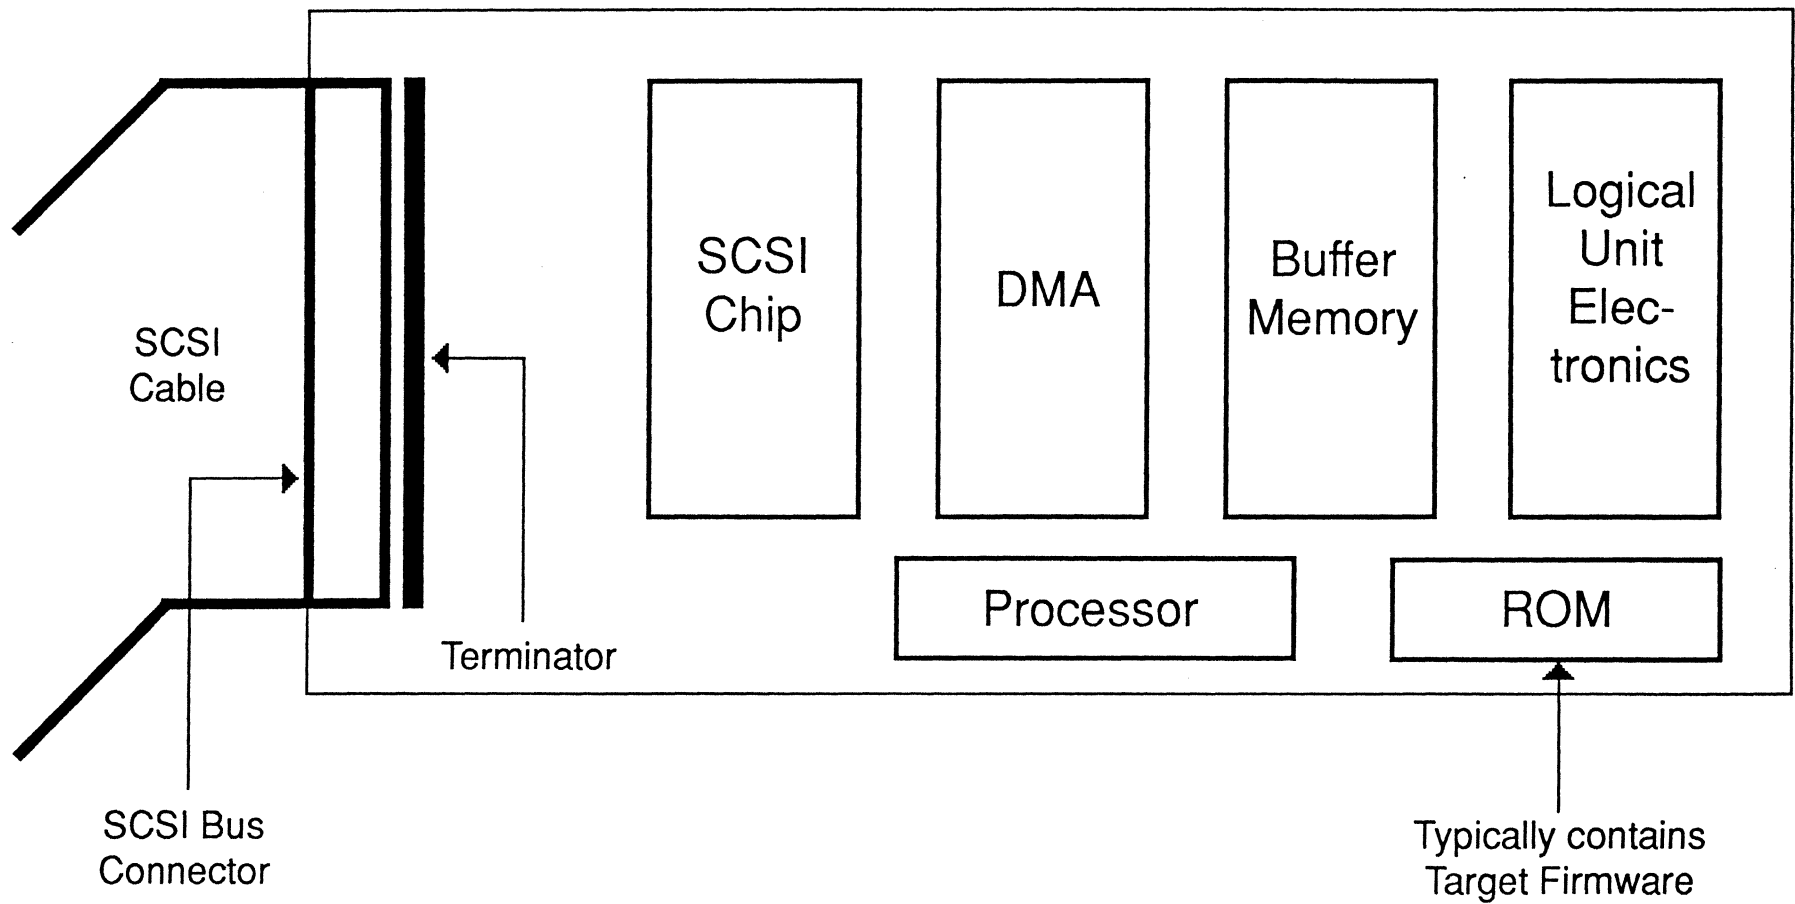 SCSI
Chip
DMA
Buffer
Memory
Logical
Unit
Elec-
tronics
SCSI
Cable
Processor
ROM
Terminator
SCSI Bus
Connector
Typically contains
Target Firmware